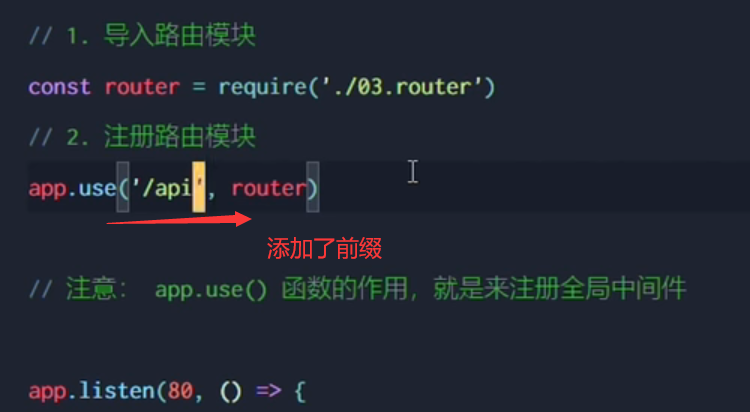 // 1. 导入路由模块
const router = require('./03.router')
// 2. 注册路由模块
app.use('/api', router)
添加了前缀
// 注意： app.use() 函数的作用，就是来注册全局中间件
app.listen(80, () => {